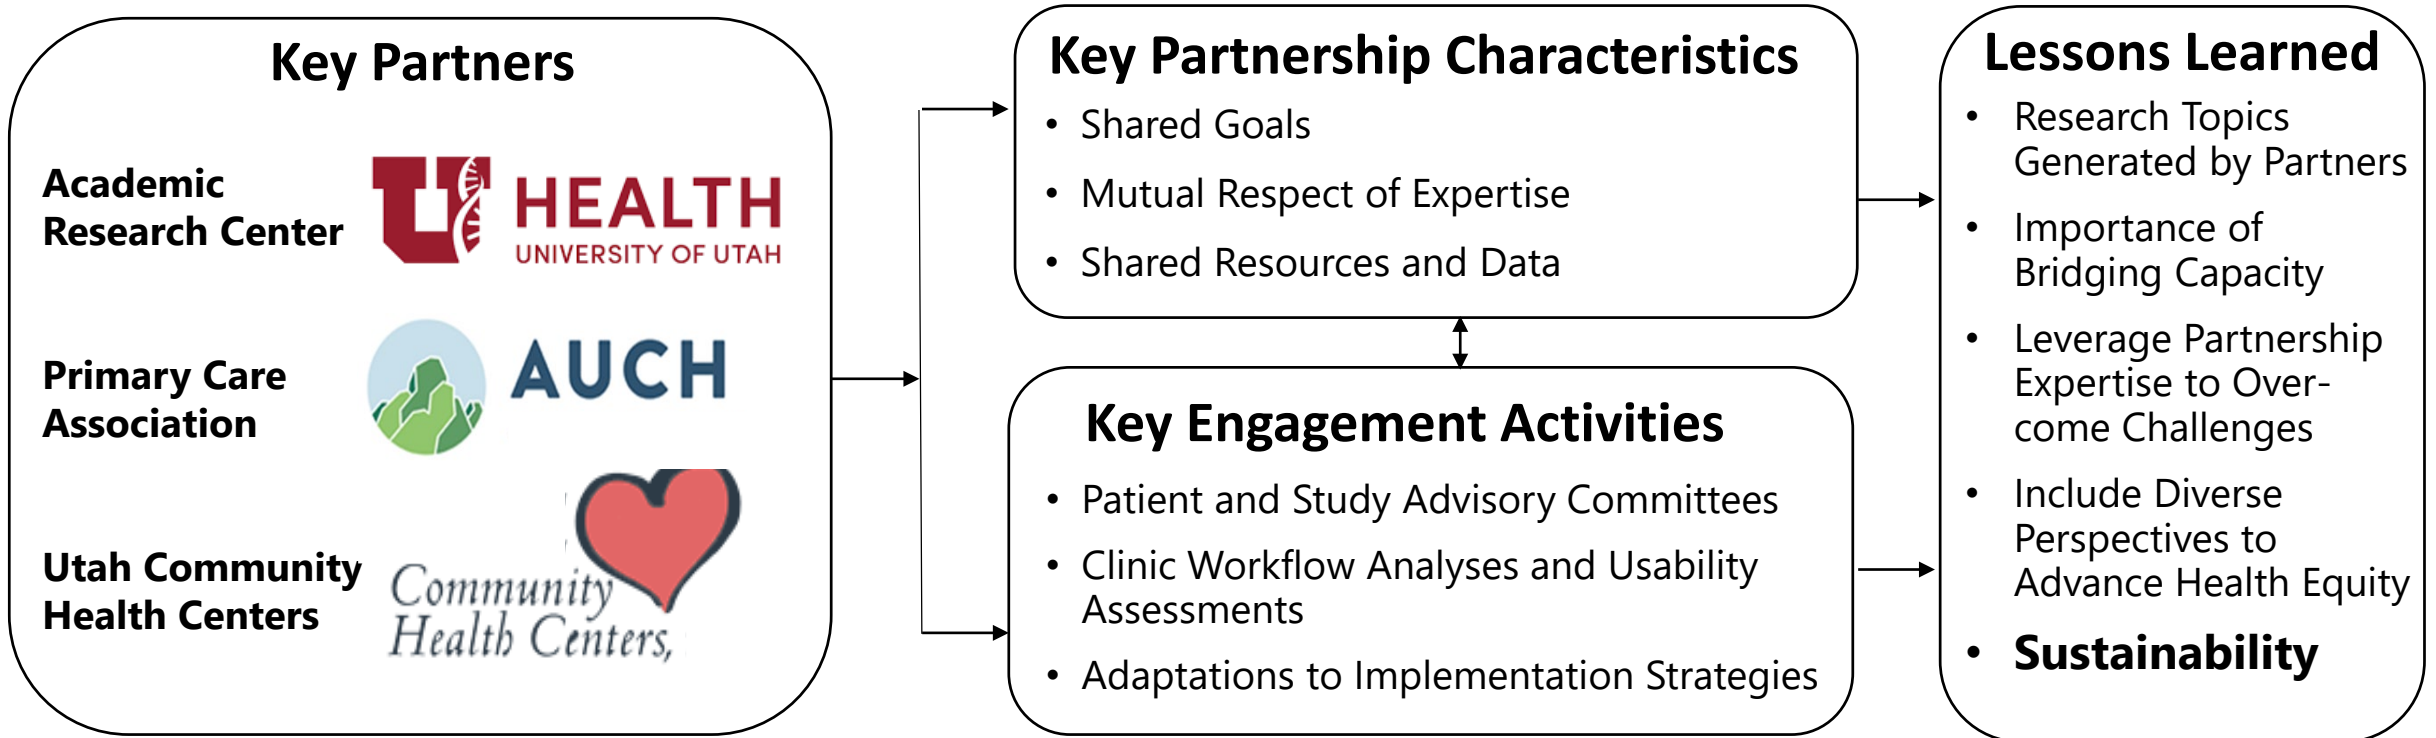 Key Partners
Academic
Research Center
HEALTH
UNIVERSITY OF UTAH
Primary Care
Association
AUCH
Utah Community
Health Centers
Community
Health Centers,
Key Partnership Characteristics
• Shared Goals
• Mutual Respect of Expertise
• Shared Resources and Data
Key Engagement Activities
• Patient and Study Advisory Committees
• Clinic Workflow Analyses and Usability
Assessments
• Adaptations to Implementation Strategies
Lessons Learned
• Research Topics
Generated by Partners
• Importance of
Bridging Capacity
• Leverage Partnership
Expertise to Over-
come Challenges
• Include Diverse
Perspectives to
Advance Health Equity
• Sustainability